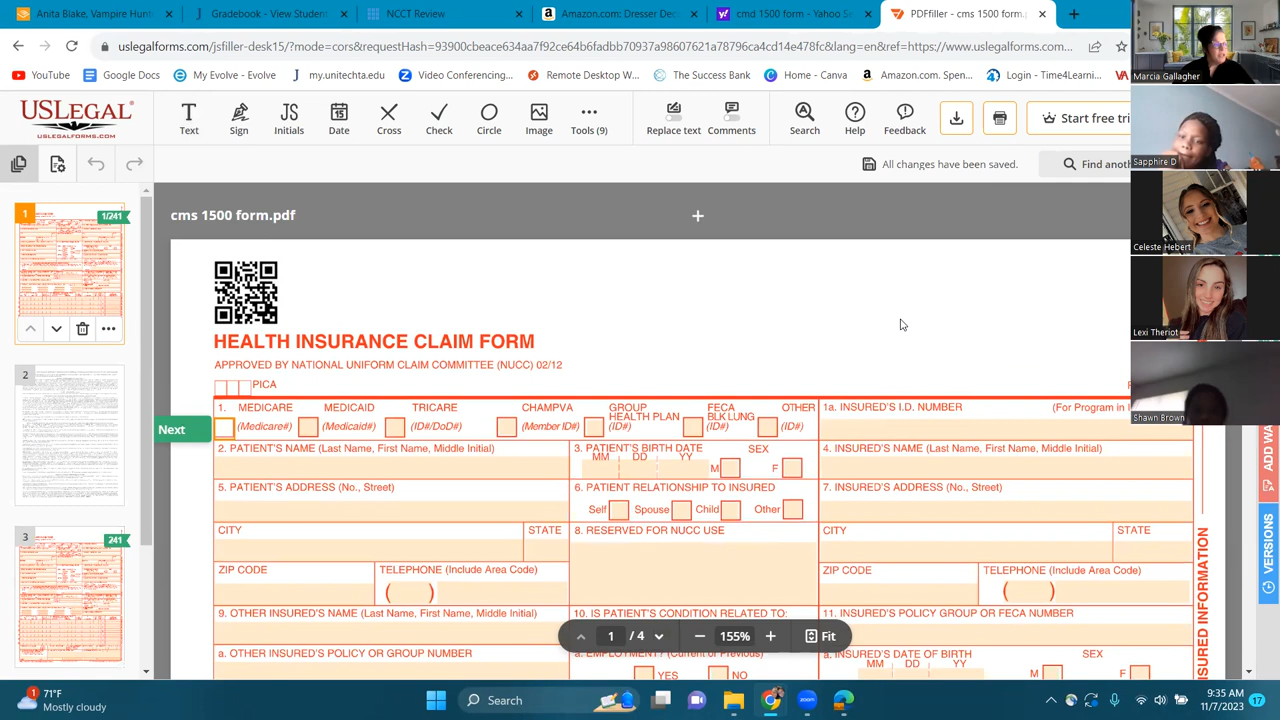 Anita Blake, Vampire Hunt
Gradebook - View Student
NCCT Review
Amazon.com: Dresser Dec
cmd 1500 form - Yahoo Se
PDFfiller - cms 1500 form.p
uslegalforms.com/jsfiller-desk15/?mode=cors&requestHash=93900cbecece634aa7f92ce64b6fadbb70937a98607621a78796ca4cd14e478fc&lang=en&ref=https://www.uslegalforms.com...
YouTube
Google Docs
My Evolve - Evolve...
my.unitechta.edu
Video Conferencing...
Remote Desktop W...
The Success Bank
Home - Canva
Amazon.com. Spen...
Login - Time4Learni...
VA
USLEGAL
USLEGALFORMS.COM
Text
Sign
Initials
Date
Cross
Check
Circle
Image
Tools (9)
Replace text
Comments
Search
Help
Feedback
Start free tri
All changes have been saved.
Find anot
cms 1500 form.pdf
1
1/241
2
3
241
Next
HEALTH INSURANCE CLAIM FORM
APPROVED BY NATIONAL UNIFORM CLAIM COMMITTEE (NUCC) 02/12
PICA
1. MEDICARE MEDICAID TRICARE CHAMPVA GROUP HEALTH PLAN FECA BLK LUNG OTHER
(Medicare#) (Medicaid#) (ID#/DoD#) (Member ID#) (ID#) (ID#) (ID#)
1a. INSURED'S I.D. NUMBER (For Program in I
2. PATIENT'S NAME (Last Name, First Name, Middle Initial)
3. PATIENT'S BIRTH DATE SEX
MM DD YY M F
4. INSURED'S NAME (Last Name, First Name, Middle Initial)
5. PATIENT'S ADDRESS (No., Street)
6. PATIENT RELATIONSHIP TO INSURED
Self Spouse Child Other
7. INSURED'S ADDRESS (No., Street)
CITY STATE
8. RESERVED FOR NUCC USE
CITY STATE
ZIP CODE TELEPHONE (Include Area Code)
( )
ZIP CODE TELEPHONE (Include Area Code)
( )
9. OTHER INSURED'S NAME (Last Name, First Name, Middle
10. IS PATIENT'S CONDITION RELATED TO
11. INSURED'S POLICY GROUP OR FECA NUMBER
a. OTHER INSURED'S POLICY OR GROUP NUMBER
a. EMPLOYMENT? (Current or
YES NO
a. INSURED'S DATE OF BIRTH SEX
MM DD YY M F
INSURED INFORMATION
1 / 4
155%
Fit
ADD WA
VERSIONS
Marcia Gallagher
Sapphire D
Celeste Hebert
Lexi Theriot
Shawn Brown
1
71°F
Mostly cloudy
Search
zoom
9:35 AM
11/7/2023
17